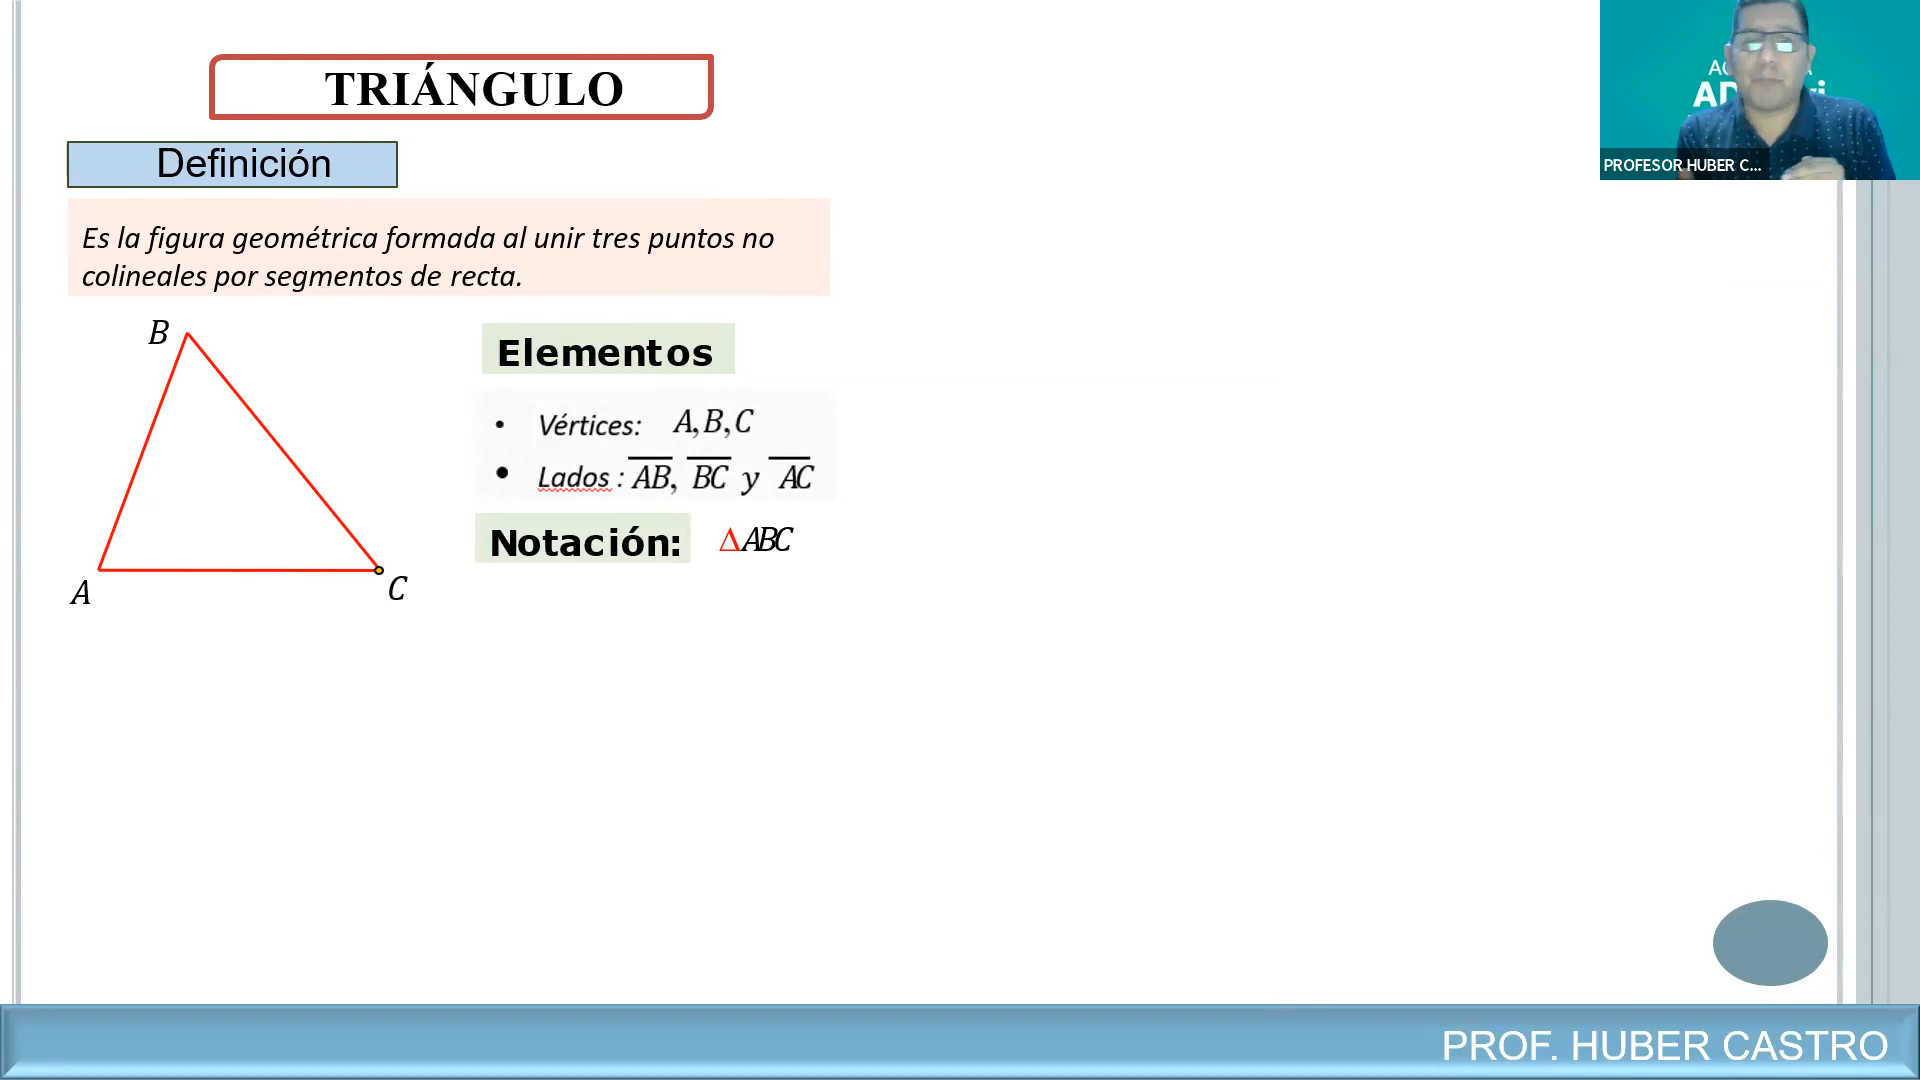 TRIÁNGULO
Definición
Es la figura geométrica formada al unir tres puntos no
colineales por segmentos de recta.
B
A
C
Elementos
• Vértices: A, B, C
• Lados : AB, BC y AC
Notación: ΔABC
PROFESOR HUBER C...
PROF. HUBER CASTRO